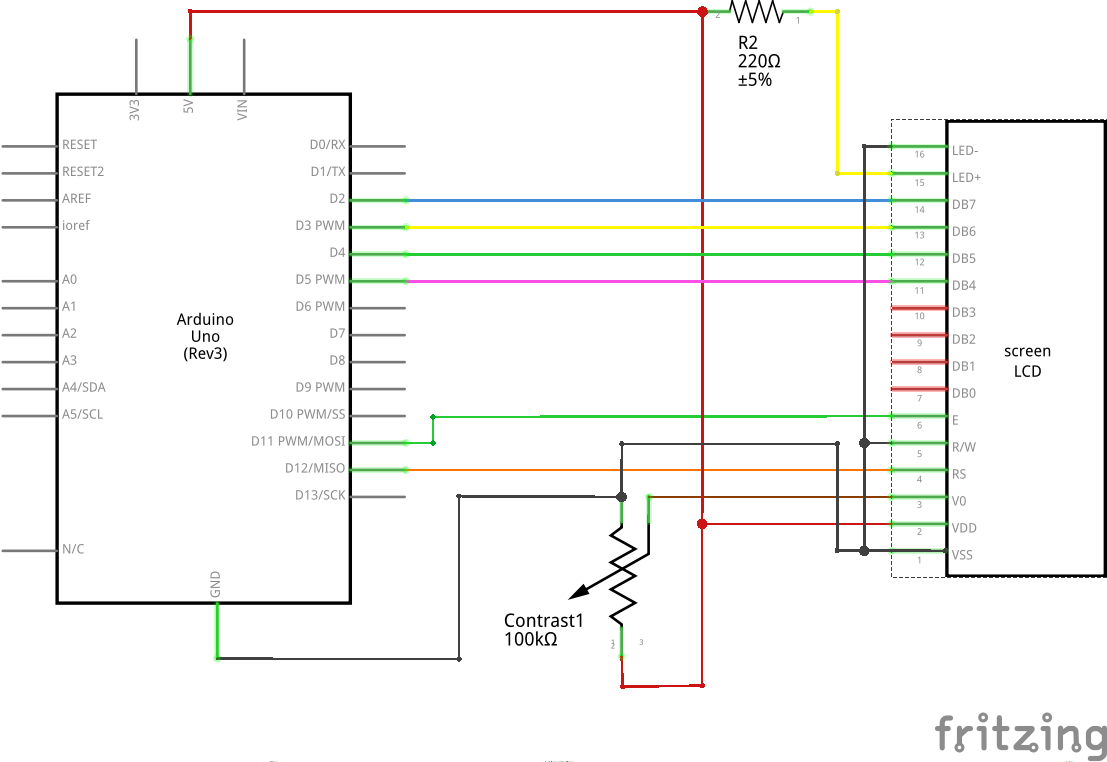 2
1
R2
220Ω
±5%
3V3
5V
VIN
RESET
RESET2
AREF
ioref
A0
A1
A2
A3
A4/SDA
A5/SCL
N/C
Arduino
Uno
(Rev3)
D0/RX
D1/TX
D2
D3 PWM
D4
D5 PWM
D6 PWM
D7
D8
D9 PWM
D10 PWM/SS
D11 PWM/MOSI
D12/MISO
D13/SCK
GND
16
LED-
15
LED+
14
DB7
13
DB6
12
DB5
11
DB4
10
DB3
9
DB2
8
DB1
7
DB0
6
E
5
R/W
4
RS
3
V0
2
VDD
1
VSS
screen
LCD
Contrast1
100kΩ
3
fritzing